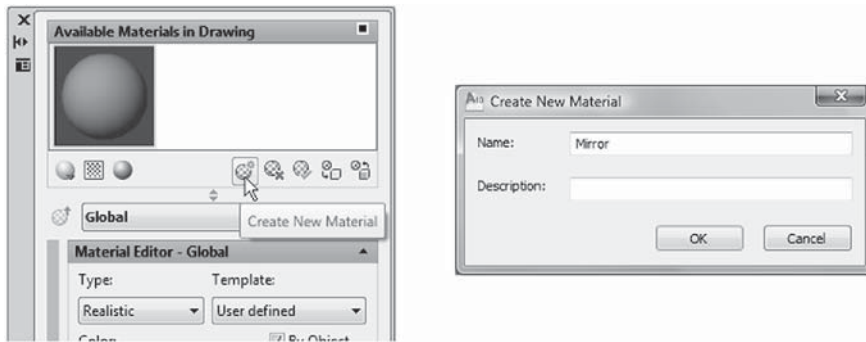 Available Materials in Drawing
Global
Create New Material
Material Editor - Global
Type: Template:
Realistic User defined
By Object
Create New Material
Name: Mirror
Description:
OK Cancel